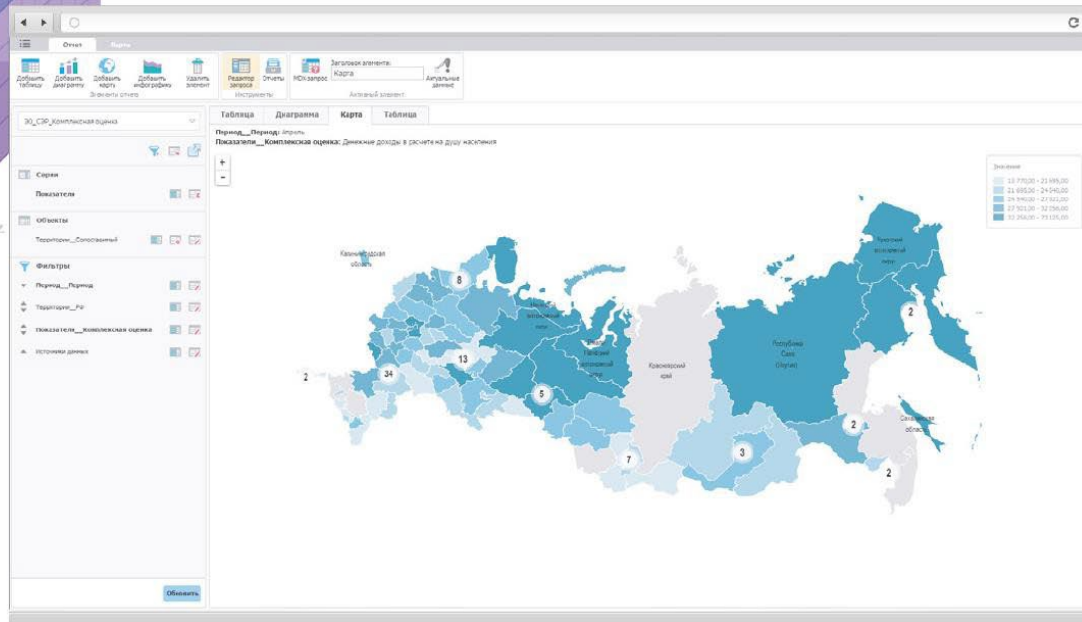 Отчет
Карта
Добавить таблицу
Добавить диаграмму
Добавить карту
Добавить инфографику
Удалить элемент
Элементы отчета
Редактор запроса
Отчеты
Инструменты
MDX-запрос
Заголовок элемента:
Карта
Актуальные данные
Активный элемент
Комплексная оценка
Таблица Диаграмма Карта Таблица
Период__Период: Апрель
Показатели__Комплексная оценка: Денежные доходы в расчете на душу населения
+
-
Серии
Показатели
Объекты
Фильтры
Период__Период
Показатели__Комплексная оценка
Источники данных
Обновить
Значение
Калининградская
область
Красноярский
край
Республика
Саха
(Якутия)
Сахалинская
область
8
13
34
2
5
7
3
2
2
2